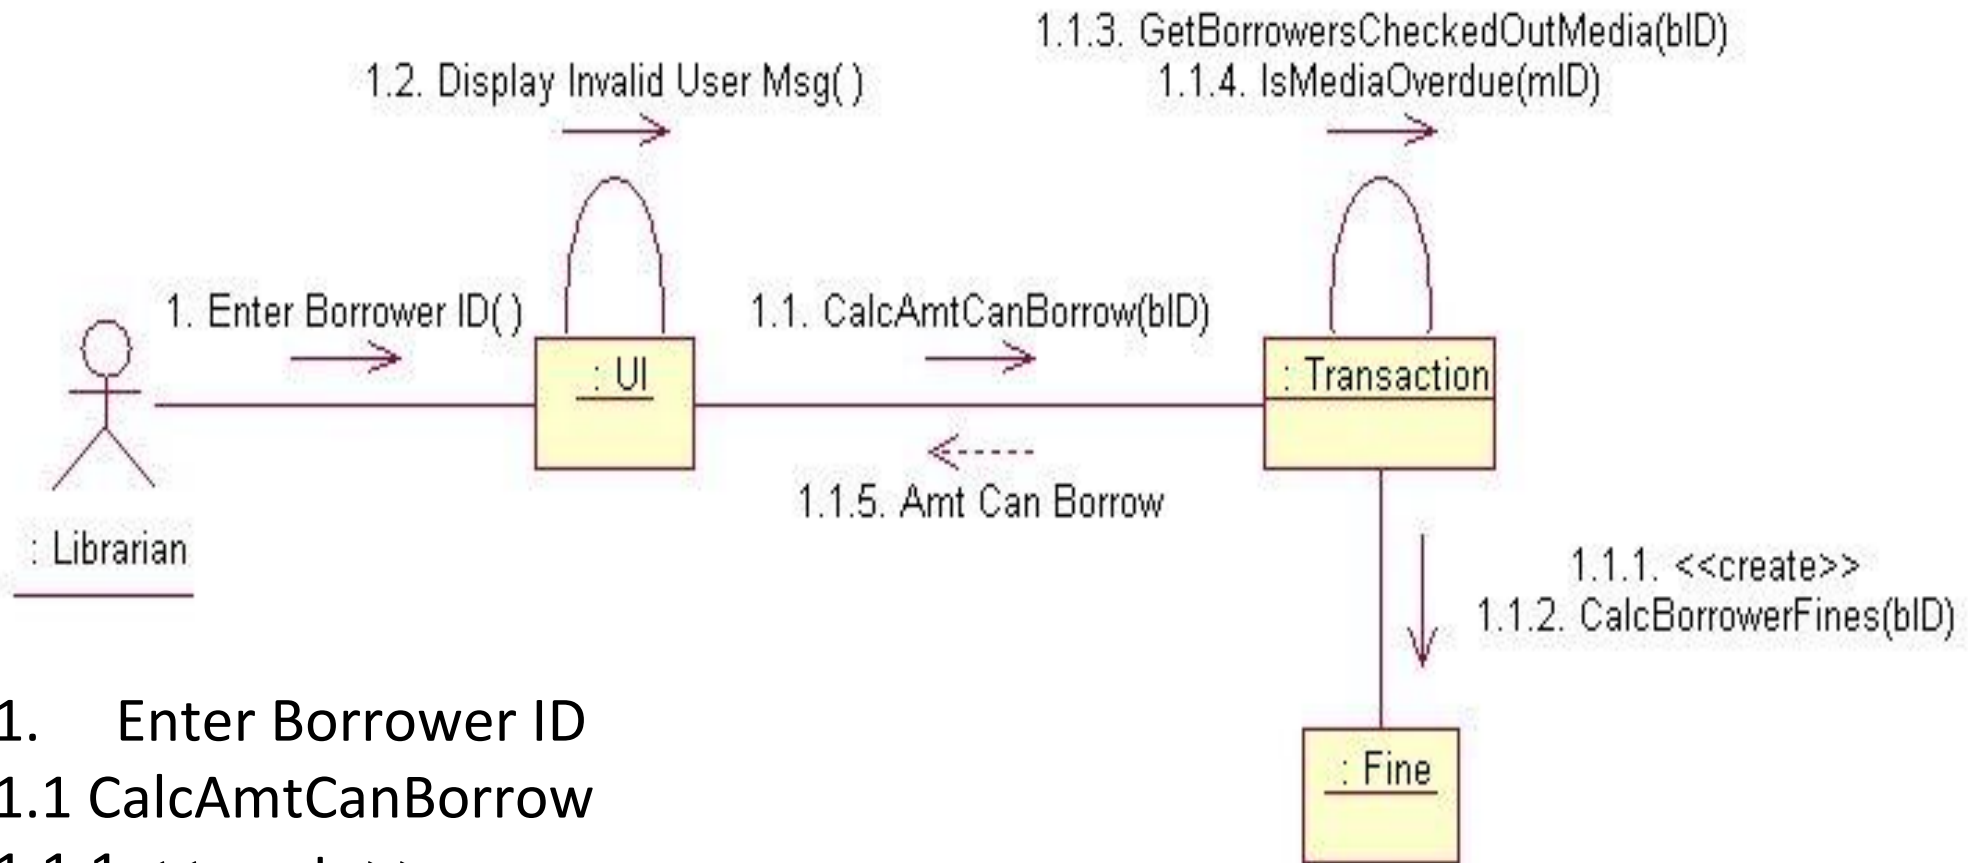 1.1.3. GetBorrowersCheckedOutMedia(bID)
1.2. Display Invalid User Msg( )
1.1.4. IsMediaOverdue(mID)
1. Enter Borrower ID( )
1.1. CalcAmtCanBorrow(bID)
: UI
: Transaction
1.1.5. Amt Can Borrow
: Librarian
1.1.1. <<create>>
1.1.2. CalcBorrowerFines(bID)
1. Enter Borrower ID
: Fine
1.1 CalcAmtCanBorrow